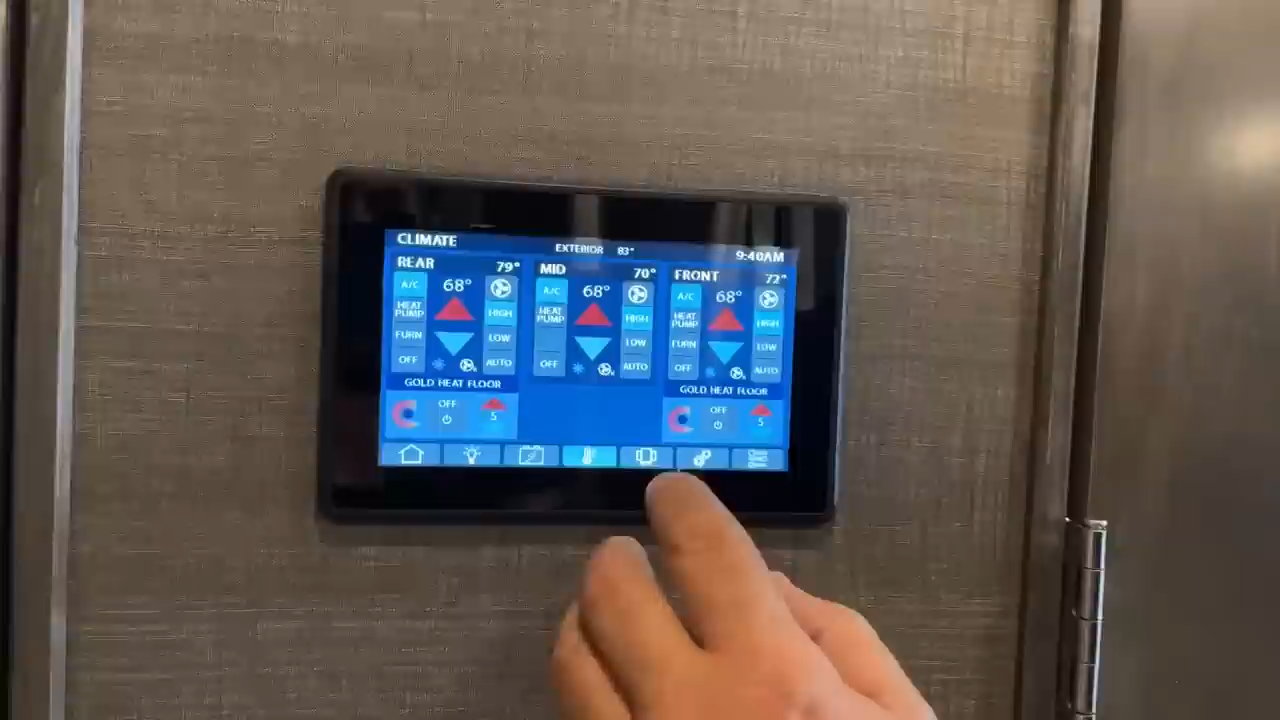 CLIMATE EXTERIOR 83° 9:40AM
REAR 79°
A/C 68°
HEAT PUMP HIGH
FURN LOW
OFF AUTO
GOLD HEAT FLOOR
OFF
5
MID 70°
A/C 68°
HEAT PUMP HIGH
LOW
OFF AUTO
FRONT 72°
A/C 68°
HEAT PUMP HIGH
FURN LOW
OFF AUTO
GOLD HEAT FLOOR
OFF
5